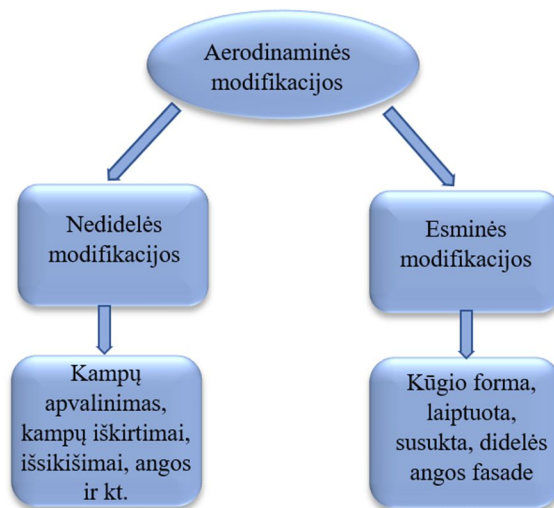 Aerodinaminės
modifikacijos
Nedidelės
modifikacijos
Esminės
modifikacijos
Kampų
apvalinimas,
kampų iškirtimai,
išsikišimai, angos
ir kt.
Kūgio forma,
laiptuota,
susukta, didelės
angos fasade